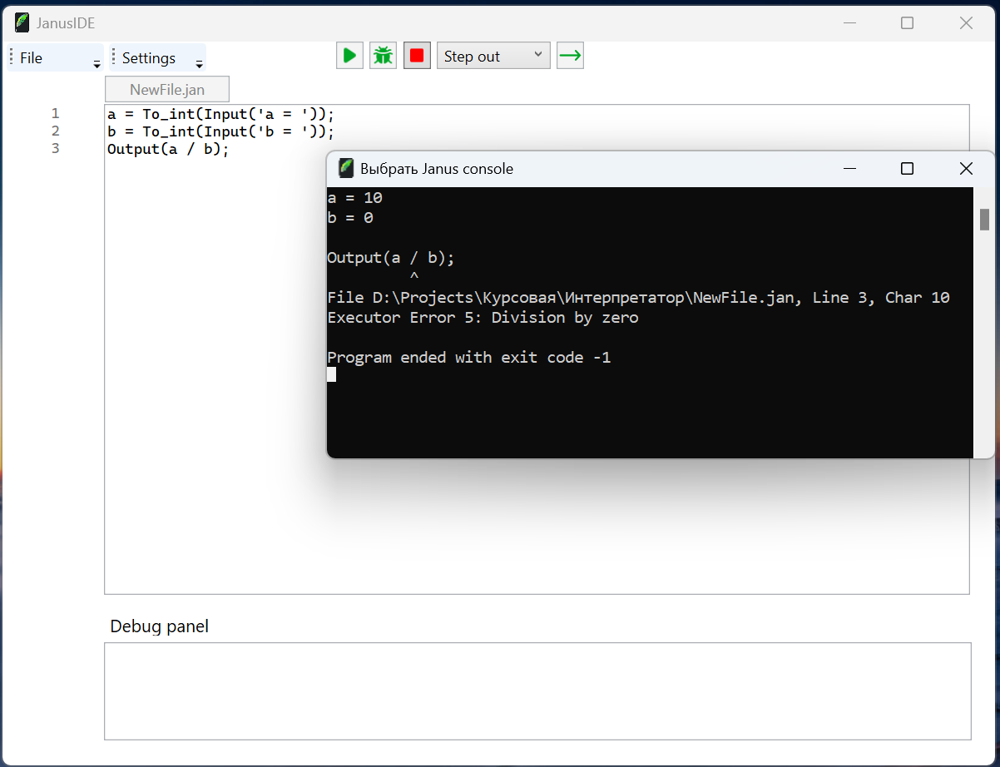 JanusIDE
File Settings Step out
NewFile.jan
1 a = To_int(Input('a = '));
2 b = To_int(Input('b = '));
3 Output(a / b);
Выбрать Janus console
a = 10
b = 0
Output(a / b);
^
File D:\Projects\Курсовая\Интерпретатор\NewFile.jan, Line 3, Char 10
Executor Error 5: Division by zero
Program ended with exit code -1
Debug panel